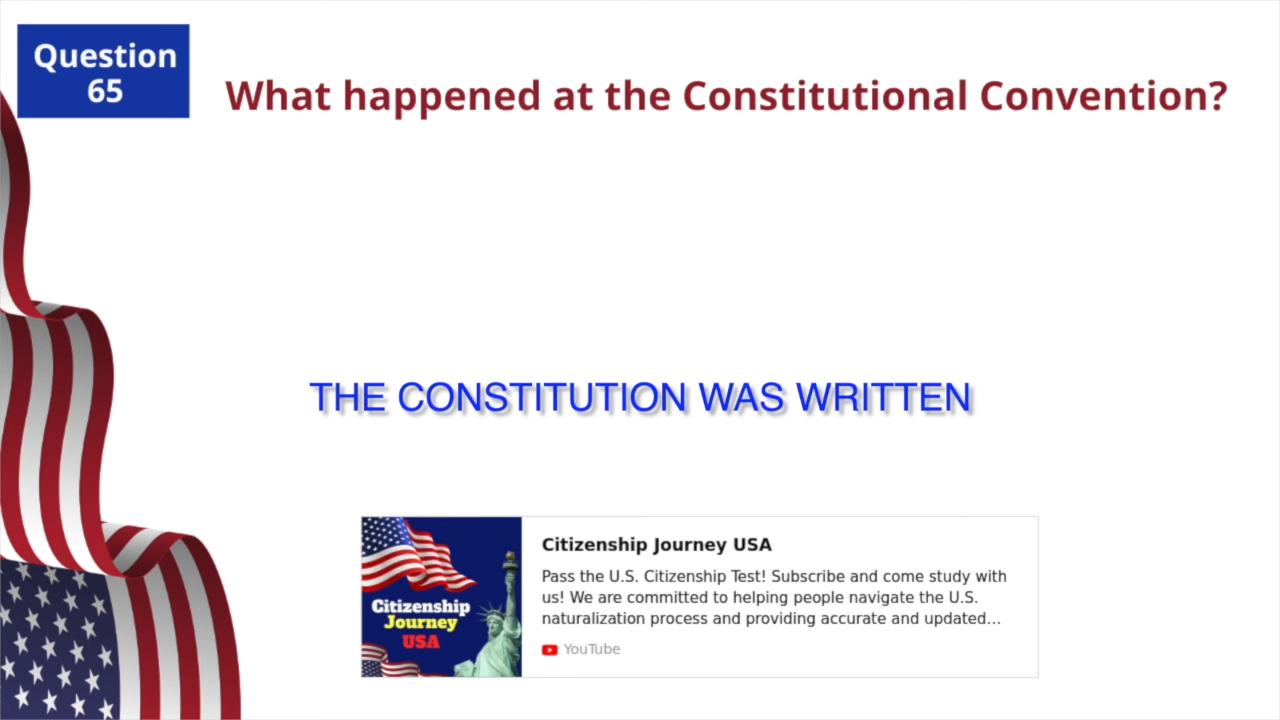 Question
65
What happened at the Constitutional Convention?
THE CONSTITUTION WAS WRITTEN
Citizenship
Journey
USA
Citizenship Journey USA
Pass the U.S. Citizenship Test! Subscribe and come study with
us! We are committed to helping people navigate the U.S.
naturalization process and providing accurate and updated...
YouTube